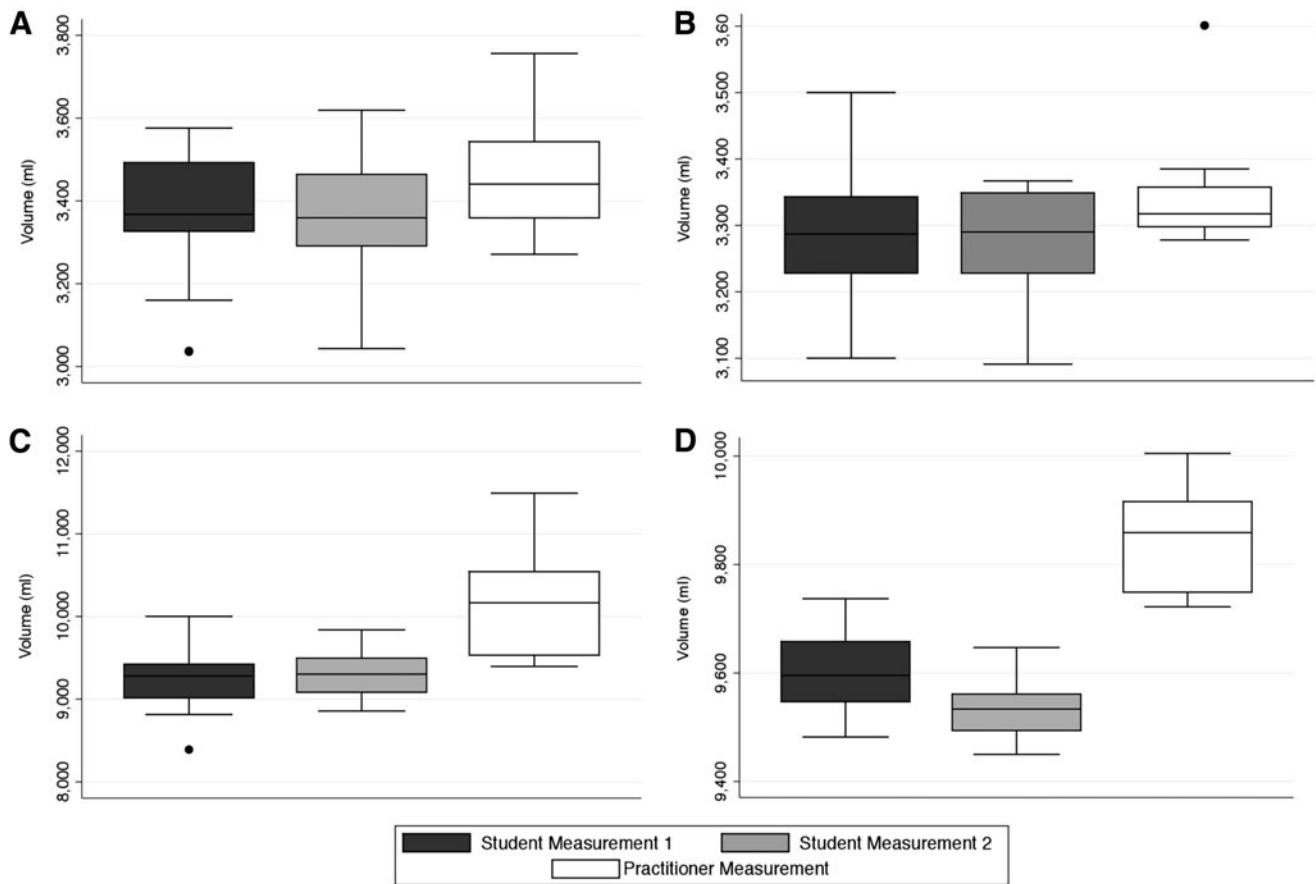 A
Volume (ml)
3,800
3,600
3,400
3,200
3,000
B
Volume (ml)
3,60
3,500
3,400
3,300
3,200
3,100
C
Volume (ml)
12,000
11,000
10,000
9,000
8,000
D
Volume (ml)
10,000
9,800
9,600
9,400
Student Measurement 1 Student Measurement 2
Practitioner Measurement